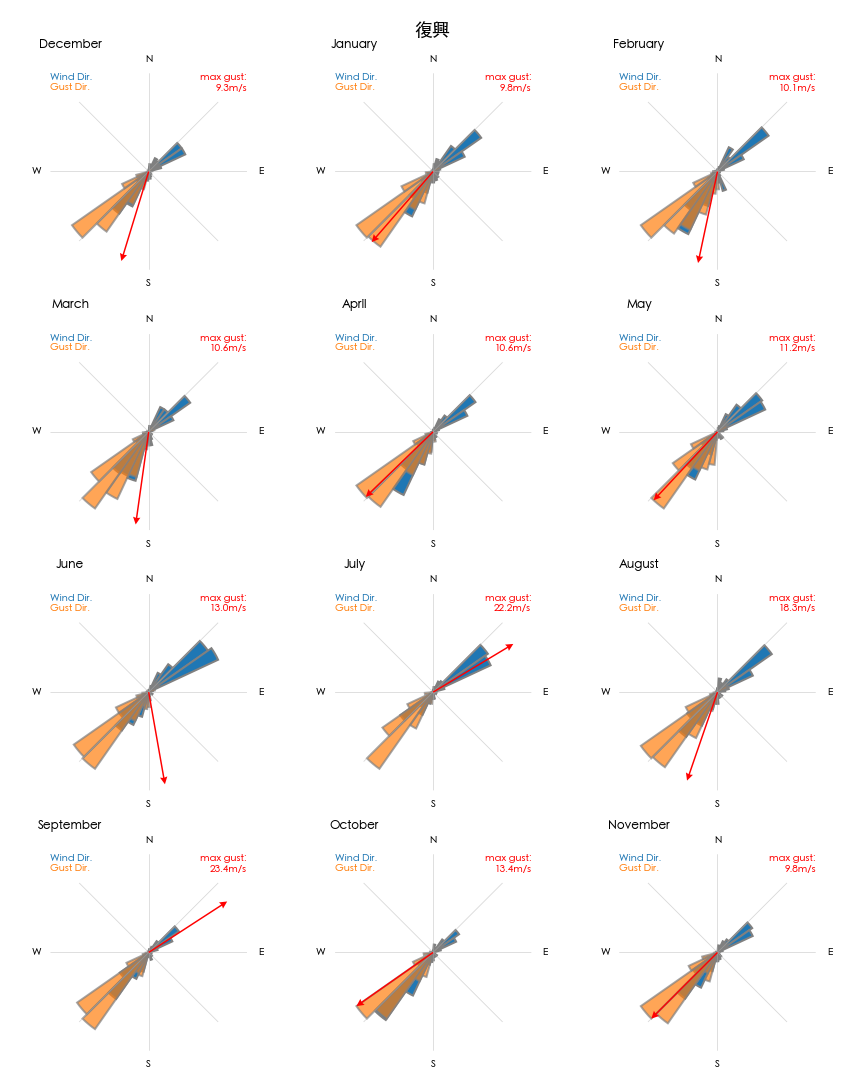 復興
December
N
Wind Dir.
Gust Dir.
max gust:
9.3m/s
W
E
S
January
N
Wind Dir.
Gust Dir.
max gust:
9.8m/s
W
E
S
February
N
Wind Dir.
Gust Dir.
max gust:
10.1m/s
W
E
S
March
N
Wind Dir.
Gust Dir.
max gust:
10.6m/s
W
E
S
April
N
Wind Dir.
Gust Dir.
max gust:
10.6m/s
W
E
S
May
N
Wind Dir.
Gust Dir.
max gust:
11.2m/s
W
E
S
June
N
Wind Dir.
Gust Dir.
max gust:
13.0m/s
W
E
S
July
N
Wind Dir.
Gust Dir.
max gust:
22.2m/s
W
E
S
August
N
Wind Dir.
Gust Dir.
max gust:
18.3m/s
W
E
S
September
N
Wind Dir.
Gust Dir.
max gust:
23.4m/s
W
E
S
October
N
Wind Dir.
Gust Dir.
max gust:
13.4m/s
W
E
S
November
N
Wind Dir.
Gust Dir.
max gust:
9.8m/s
W
E
S